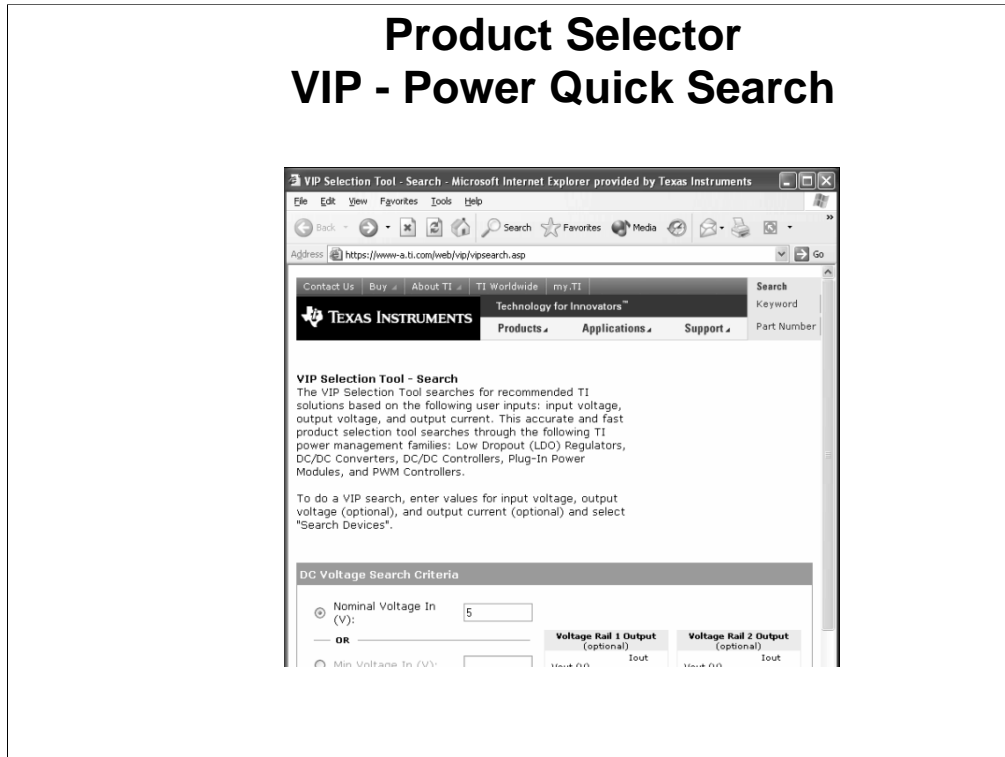 Product Selector
VIP - Power Quick Search
VIP Selection Tool - Search - Microsoft Internet Explorer provided by Texas Instruments
File Edit View Favorites Tools Help
Back Search Favorites Media
Address https://www-a.ti.com/web/vip/vipsearch.asp Go
Contact Us Buy About TI TI Worldwide my.TI Search
Technology for Innovators™ Keyword
TEXAS INSTRUMENTS
Products Applications Support Part Number
VIP Selection Tool - Search
The VIP Selection Tool searches for recommended TI
solutions based on the following user inputs: input voltage,
output voltage, and output current. This accurate and fast
product selection tool searches through the following TI
power management families: Low Dropout (LDO) Regulators,
DC/DC Converters, DC/DC Controllers, Plug-In Power
Modules, and PWM Controllers.
To do a VIP search, enter values for input voltage, output
voltage (optional), and output current (optional) and select
"Search Devices".
DC Voltage Search Criteria
Nominal Voltage In
(V):
5
OR
Voltage Rail 1 Output Voltage Rail 2 Output
(optional) (optional)
Iout Iout
Min Voltage In (V):